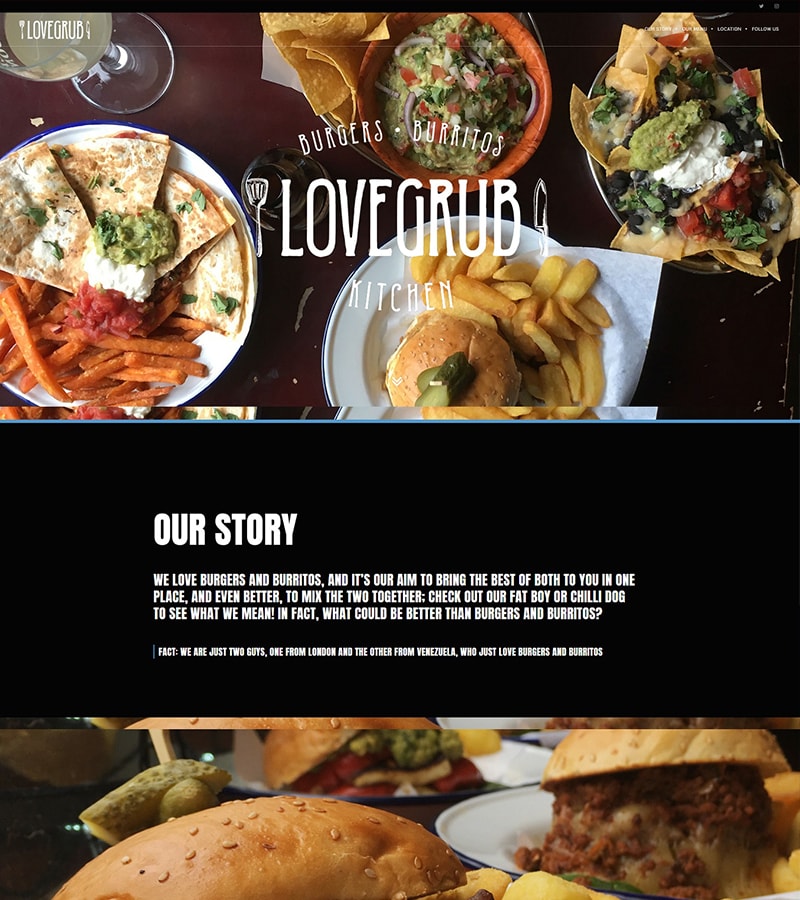 LOVEGRUB
OUR STORY • OUR MENU • LOCATION • FOLLOW US
BURGERS • BURRITOS
LOVEGRUB
KITCHEN
OUR STORY
WE LOVE BURGERS AND BURRITOS, AND IT'S OUR AIM TO BRING THE BEST OF BOTH TO YOU IN ONE
PLACE, AND EVEN BETTER, TO MIX THE TWO TOGETHER; CHECK OUT OUR FAT BOY OR CHILLI DOG
TO SEE WHAT WE MEAN! IN FACT, WHAT COULD BE BETTER THAN BURGERS AND BURRITOS?
FACT: WE ARE JUST TWO GUYS, ONE FROM LONDON AND THE OTHER FROM VENEZUELA, WHO JUST LOVE BURGERS AND BURRITOS